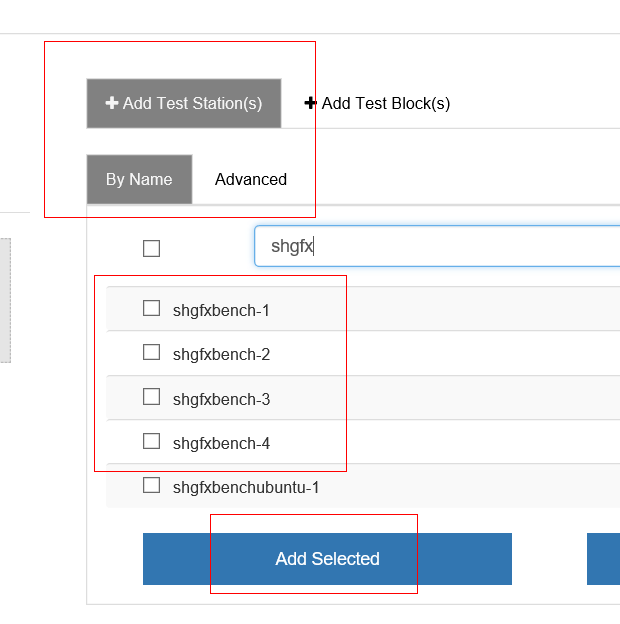 Add Test Station(s) Add Test Block(s)
By Name Advanced
shgfx
shgfxbench-1
shgfxbench-2
shgfxbench-3
shgfxbench-4
shgfxbenchubuntu-1
Add Selected